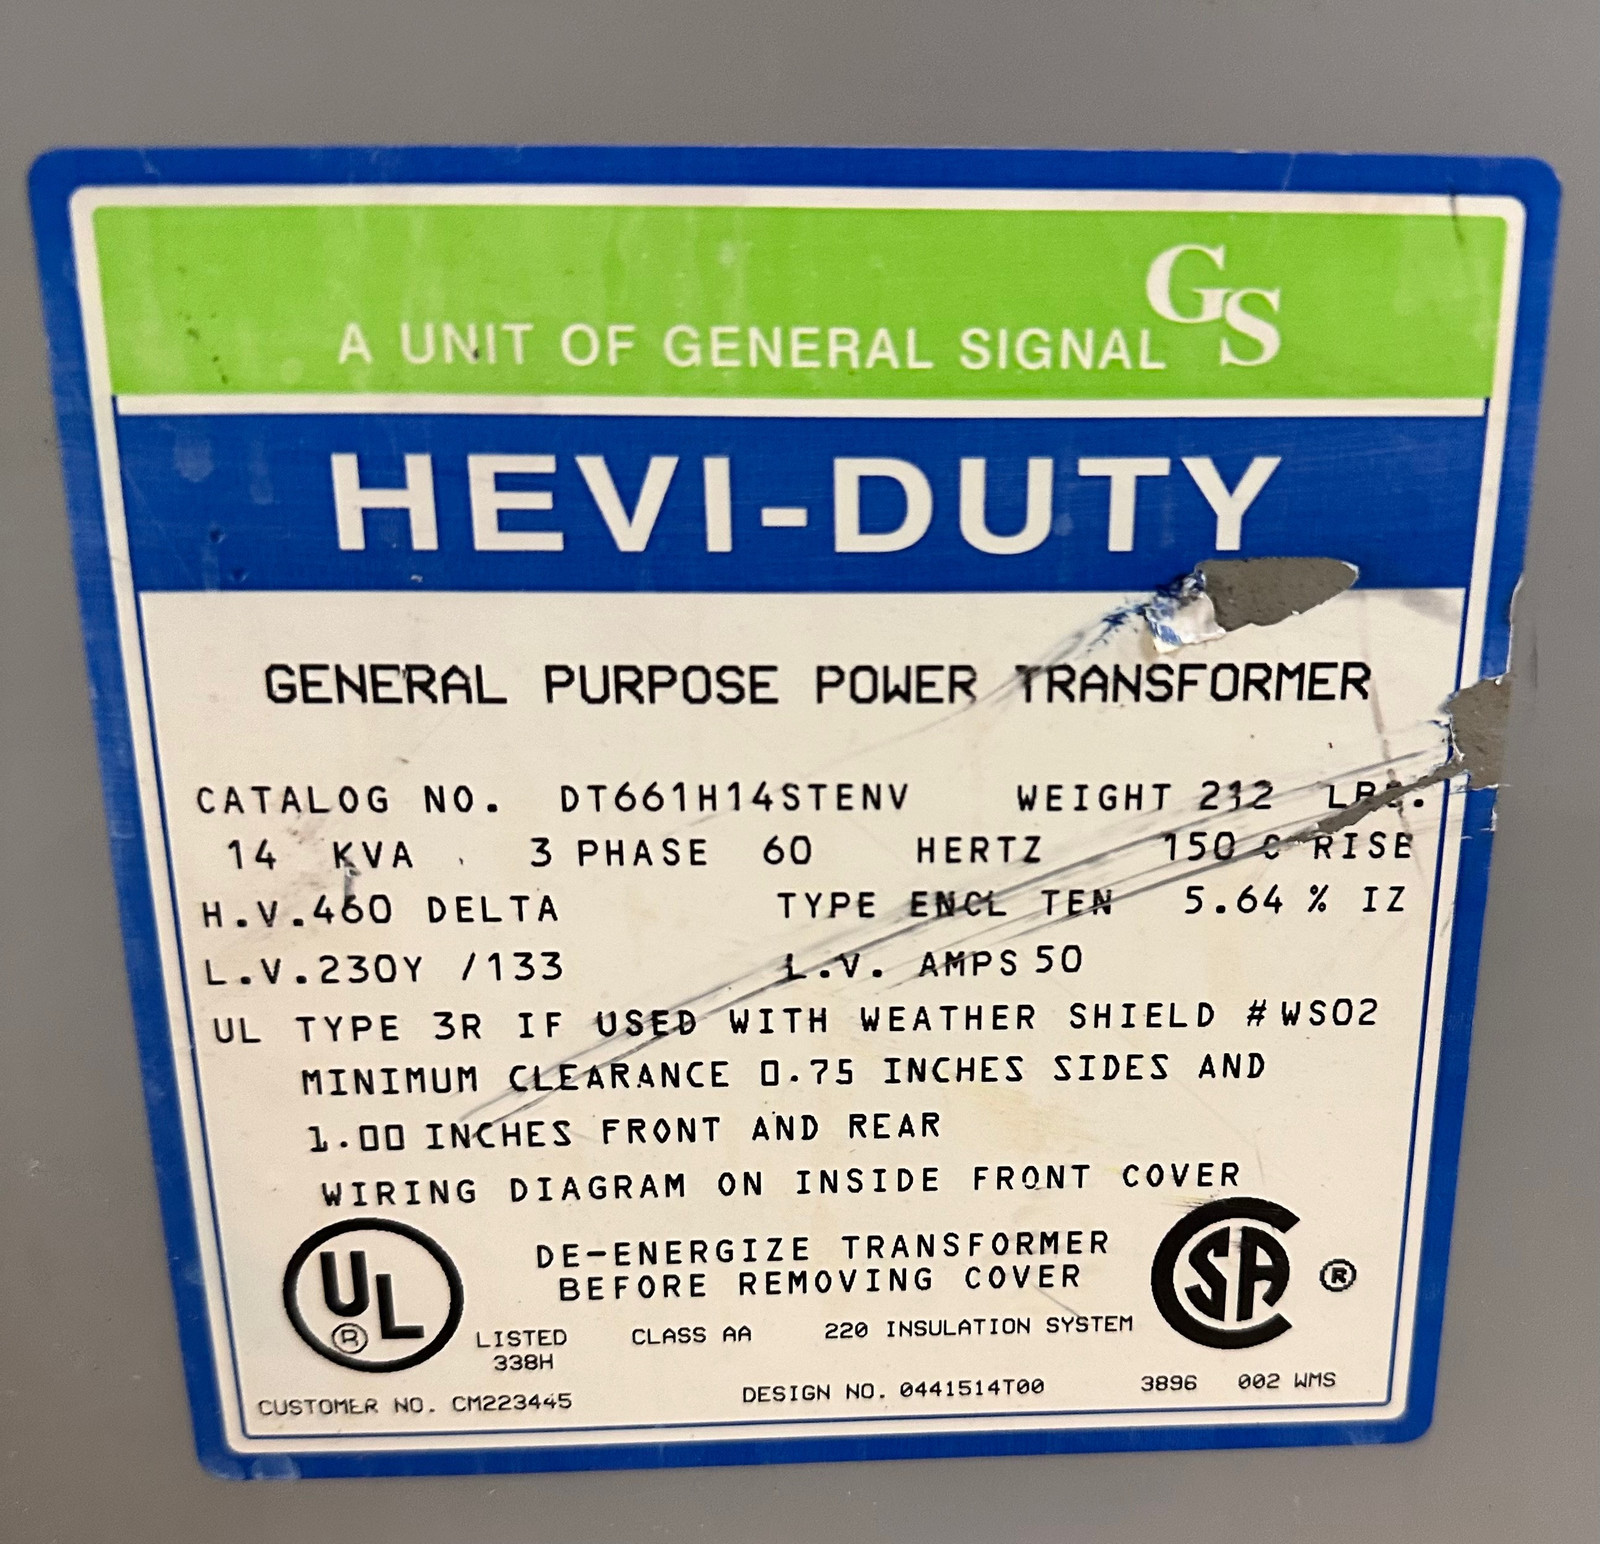 GS
A UNIT OF GENERAL SIGNAL
HEVI-DUTY
GENERAL PURPOSE POWER TRANSFORMER
CATALOG NO. DT661H14STENV WEIGHT 212 LBS.
14 KVA 3 PHASE 60 HERTZ 150 C RISE
H.V.460 DELTA TYPE ENCL TEN 5.64 % IZ
L.V.230Y /133 L.V. AMPS 50
UL TYPE 3R IF USED WITH WEATHER SHIELD #WS02
MINIMUM CLEARANCE 0.75 INCHES SIDES AND
1.00 INCHES FRONT AND REAR
WIRING DIAGRAM ON INSIDE FRONT COVER
DE-ENERGIZE TRANSFORMER
BEFORE REMOVING COVER
UL ® SA ®
LISTED CLASS AA 220 INSULATION SYSTEM
338H
CUSTOMER NO. CM223445 DESIGN NO. 0441514T00 3896 002 WMS